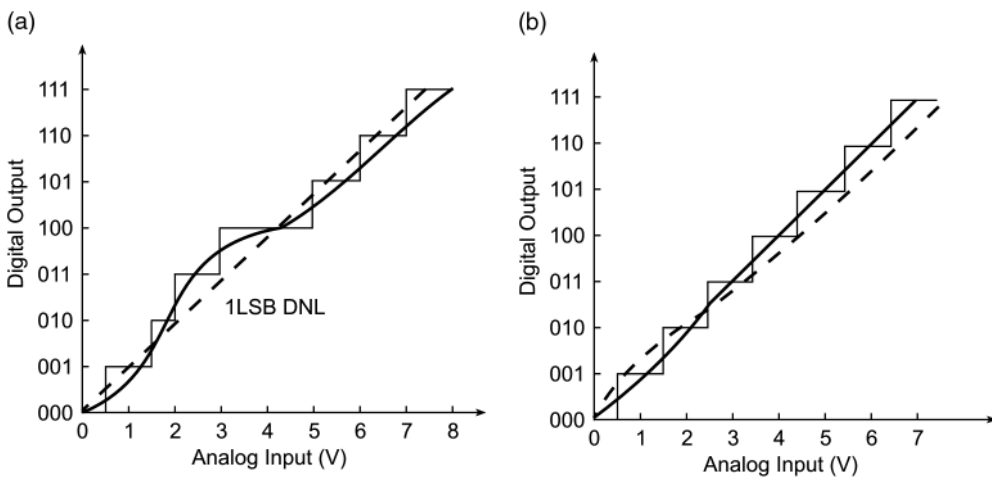 (a)
Digital Output
111
110
101
100
011
010
001
000
1LSB DNL
0 1 2 3 4 5 6 7 8
Analog Input (V)
(b)
Digital Output
111
110
101
100
011
010
001
000
0 1 2 3 4 5 6 7
Analog Input (V)